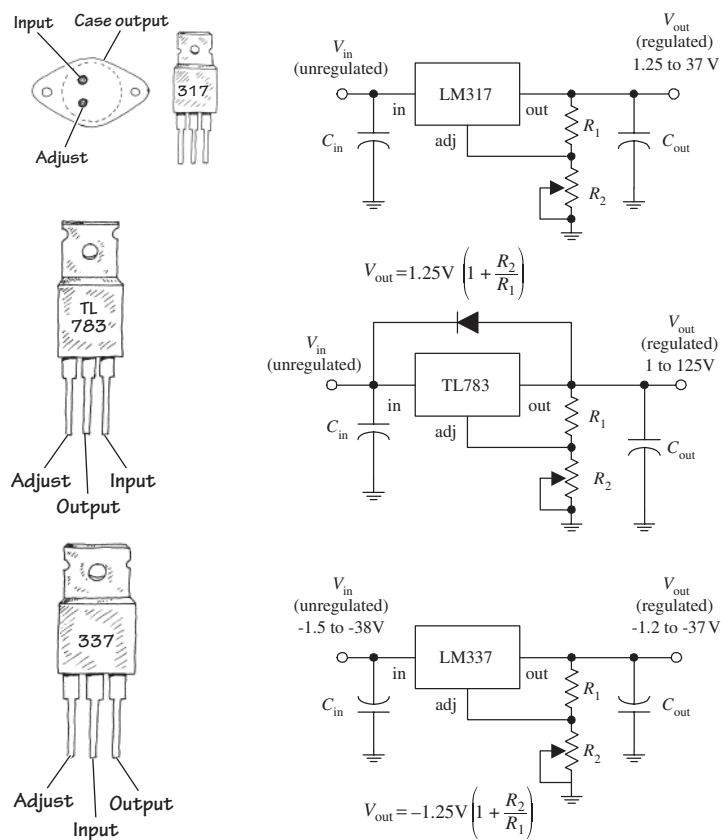 Input
Case output
317
Adjust
V_in
(unregulated)
V_out
(regulated)
1.25 to 37 V
LM317
in
out
adj
C_in
R_1
R_2
C_out
V_out = 1.25V (1 + R_2/R_1)
TL
783
Adjust
Output
Input
V_in
(unregulated)
V_out
(regulated)
1 to 125V
TL783
in
out
adj
C_in
R_1
R_2
C_out
337
Adjust
Input
Output
V_in
(unregulated)
-1.5 to -38V
V_out
(regulated)
-1.2 to -37V
LM337
in
out
adj
C_in
R_1
R_2
C_out
V_out = –1.25V (1 + R_2/R_1)